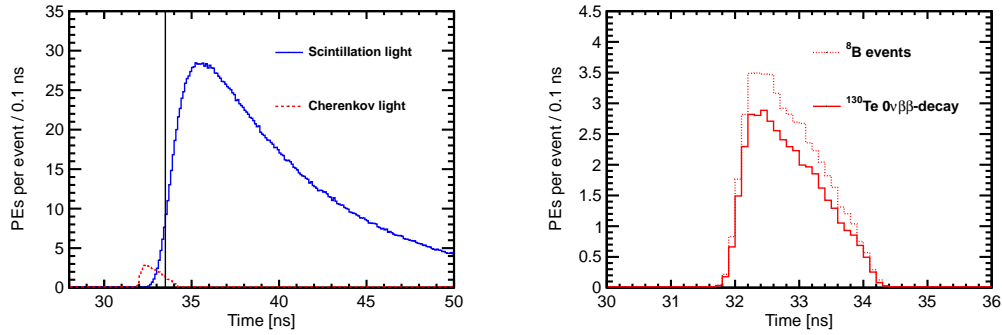 PEs per event / 0.1 ns
35
30
25
20
15
10
5
0
Scintillation light
Cherenkov light
30 35 40 45 50
Time [ns]
PEs per event / 0.1 ns
5
4.5
4
3.5
3
2.5
2
1.5
1
0.5
0
⁸B events
¹³⁰Te 0νββ-decay
30 31 32 33 34 35 36
Time [ns]